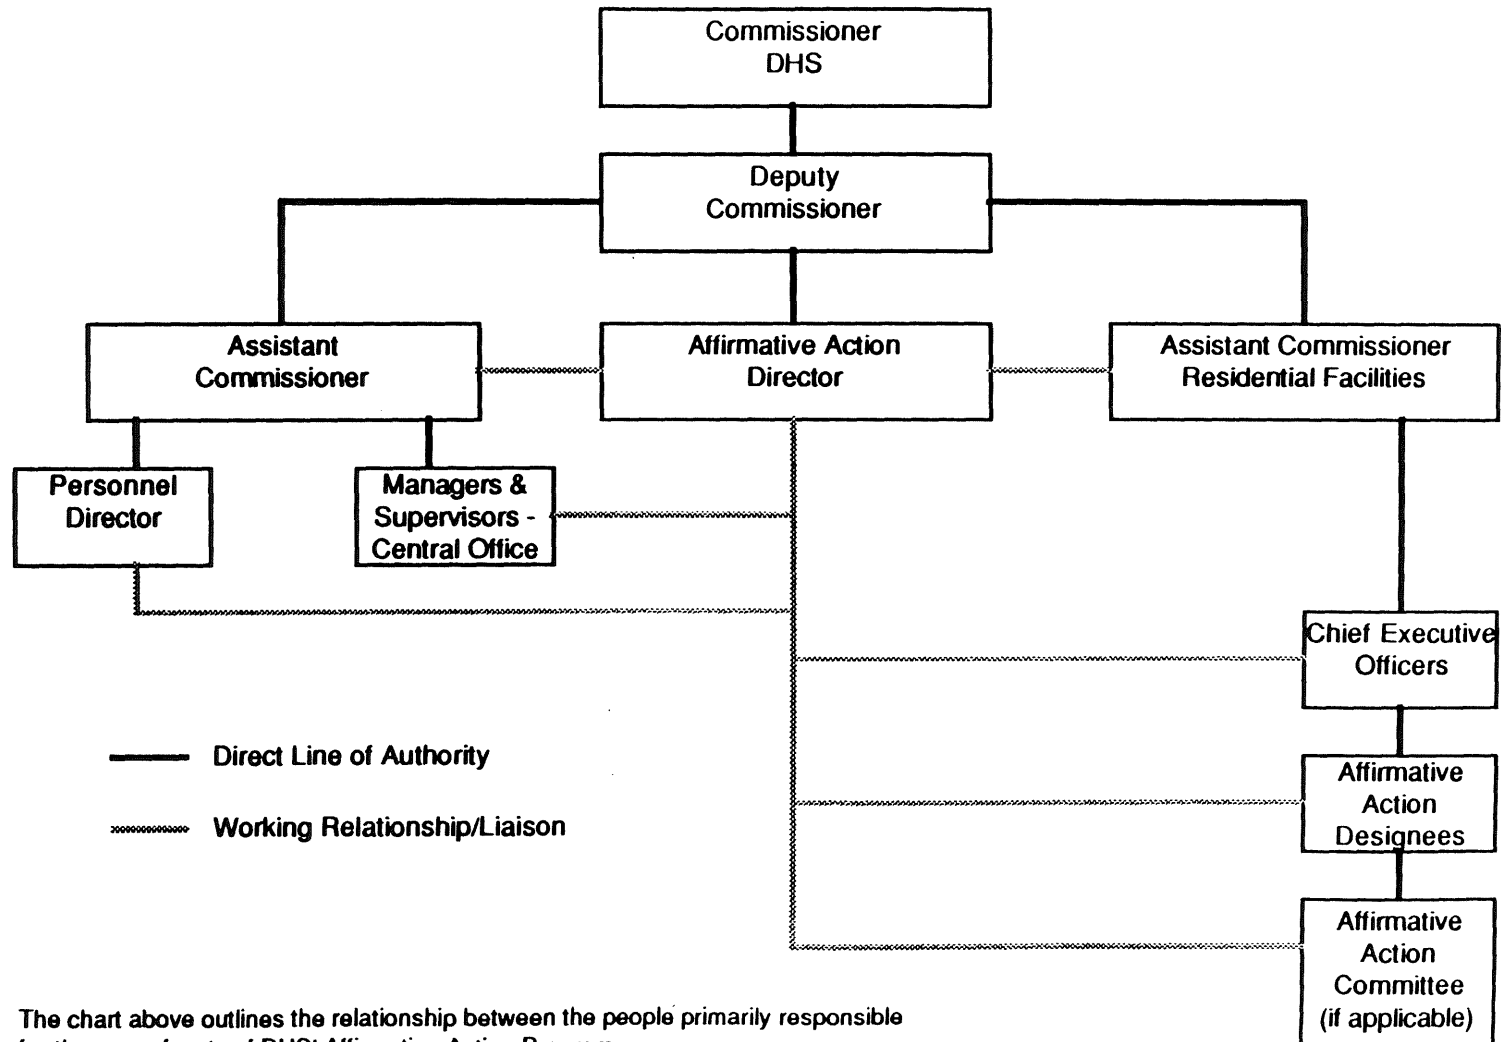 Commissioner
DHS
Deputy
Commissioner
Assistant
Commissioner
Affirmative Action
Director
Assistant Commissioner
Residential Facilities
Personnel
Director
Managers &
Supervisors -
Central Office
Chief Executive
Officers
Direct Line of Authority
Affirmative
Action
Designees
Working Relationship/Liaison
Affirmative
Action
Committee
(if applicable)
The chart above outlines the relationship between the people primarily responsible